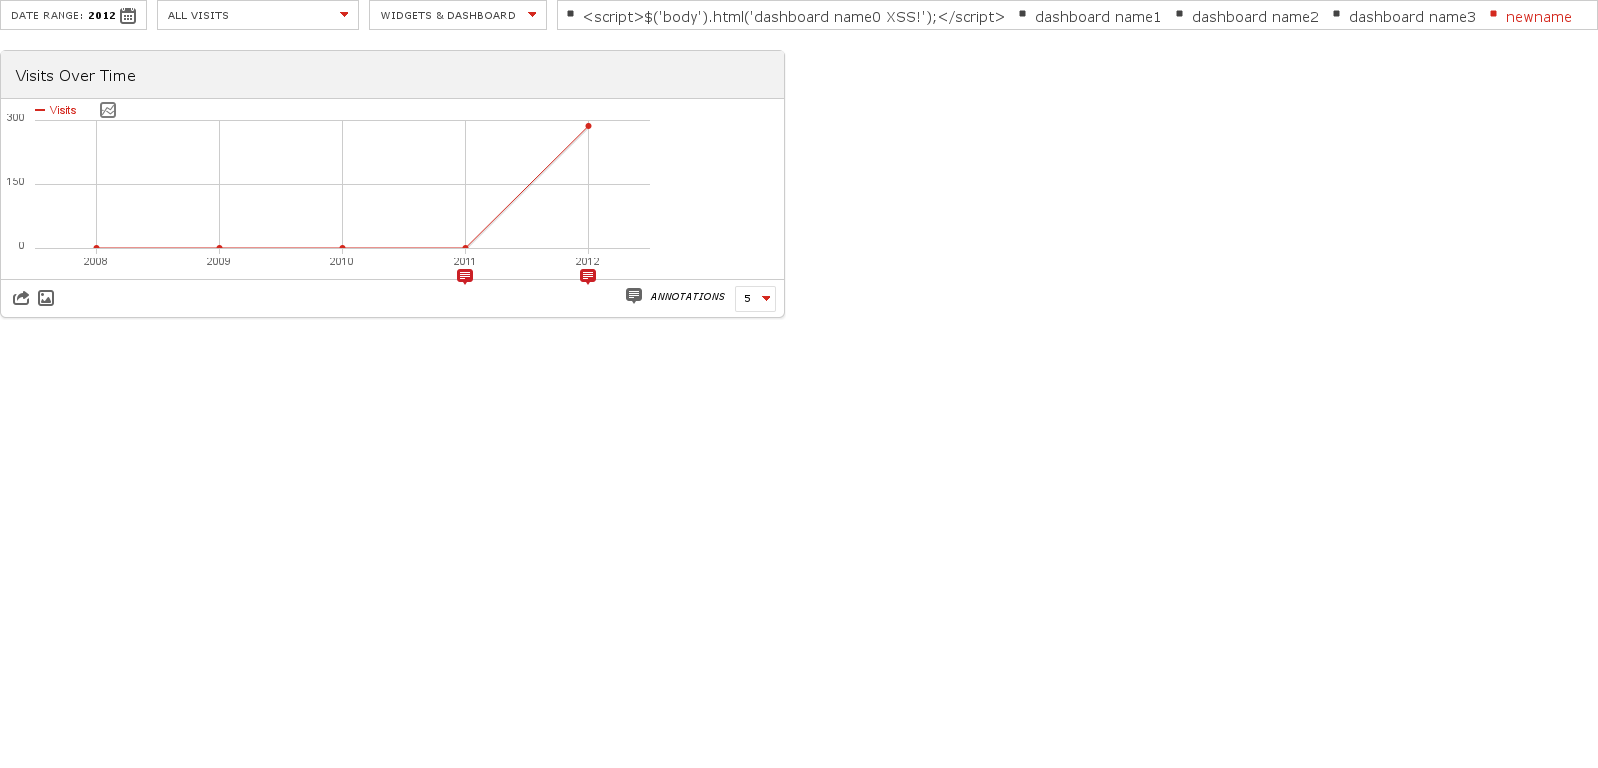 DATE RANGE: 2012 ALL VISITS WIDGETS & DASHBOARD <script>$('body').html('dashboard name0 XSS!');</script> dashboard name1 dashboard name2 dashboard name3 newname
Visits Over Time
Visits
300
150
0
2008 2009 2010 2011 2012
ANNOTATIONS 5